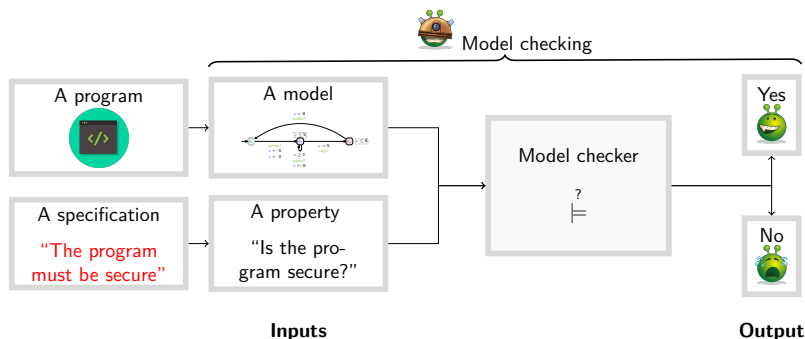 Model checking
A program
</>
A model
A specification
“The program
must be secure”
A property
“Is the pro-
gram secure?”
Model checker
?
⊨
Yes
No
Inputs
Output